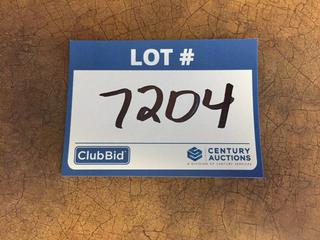 LOT #
7204
ClubBid
CENTURY
AUCTIONS
A DIVISION OF CENTURY SERVICES